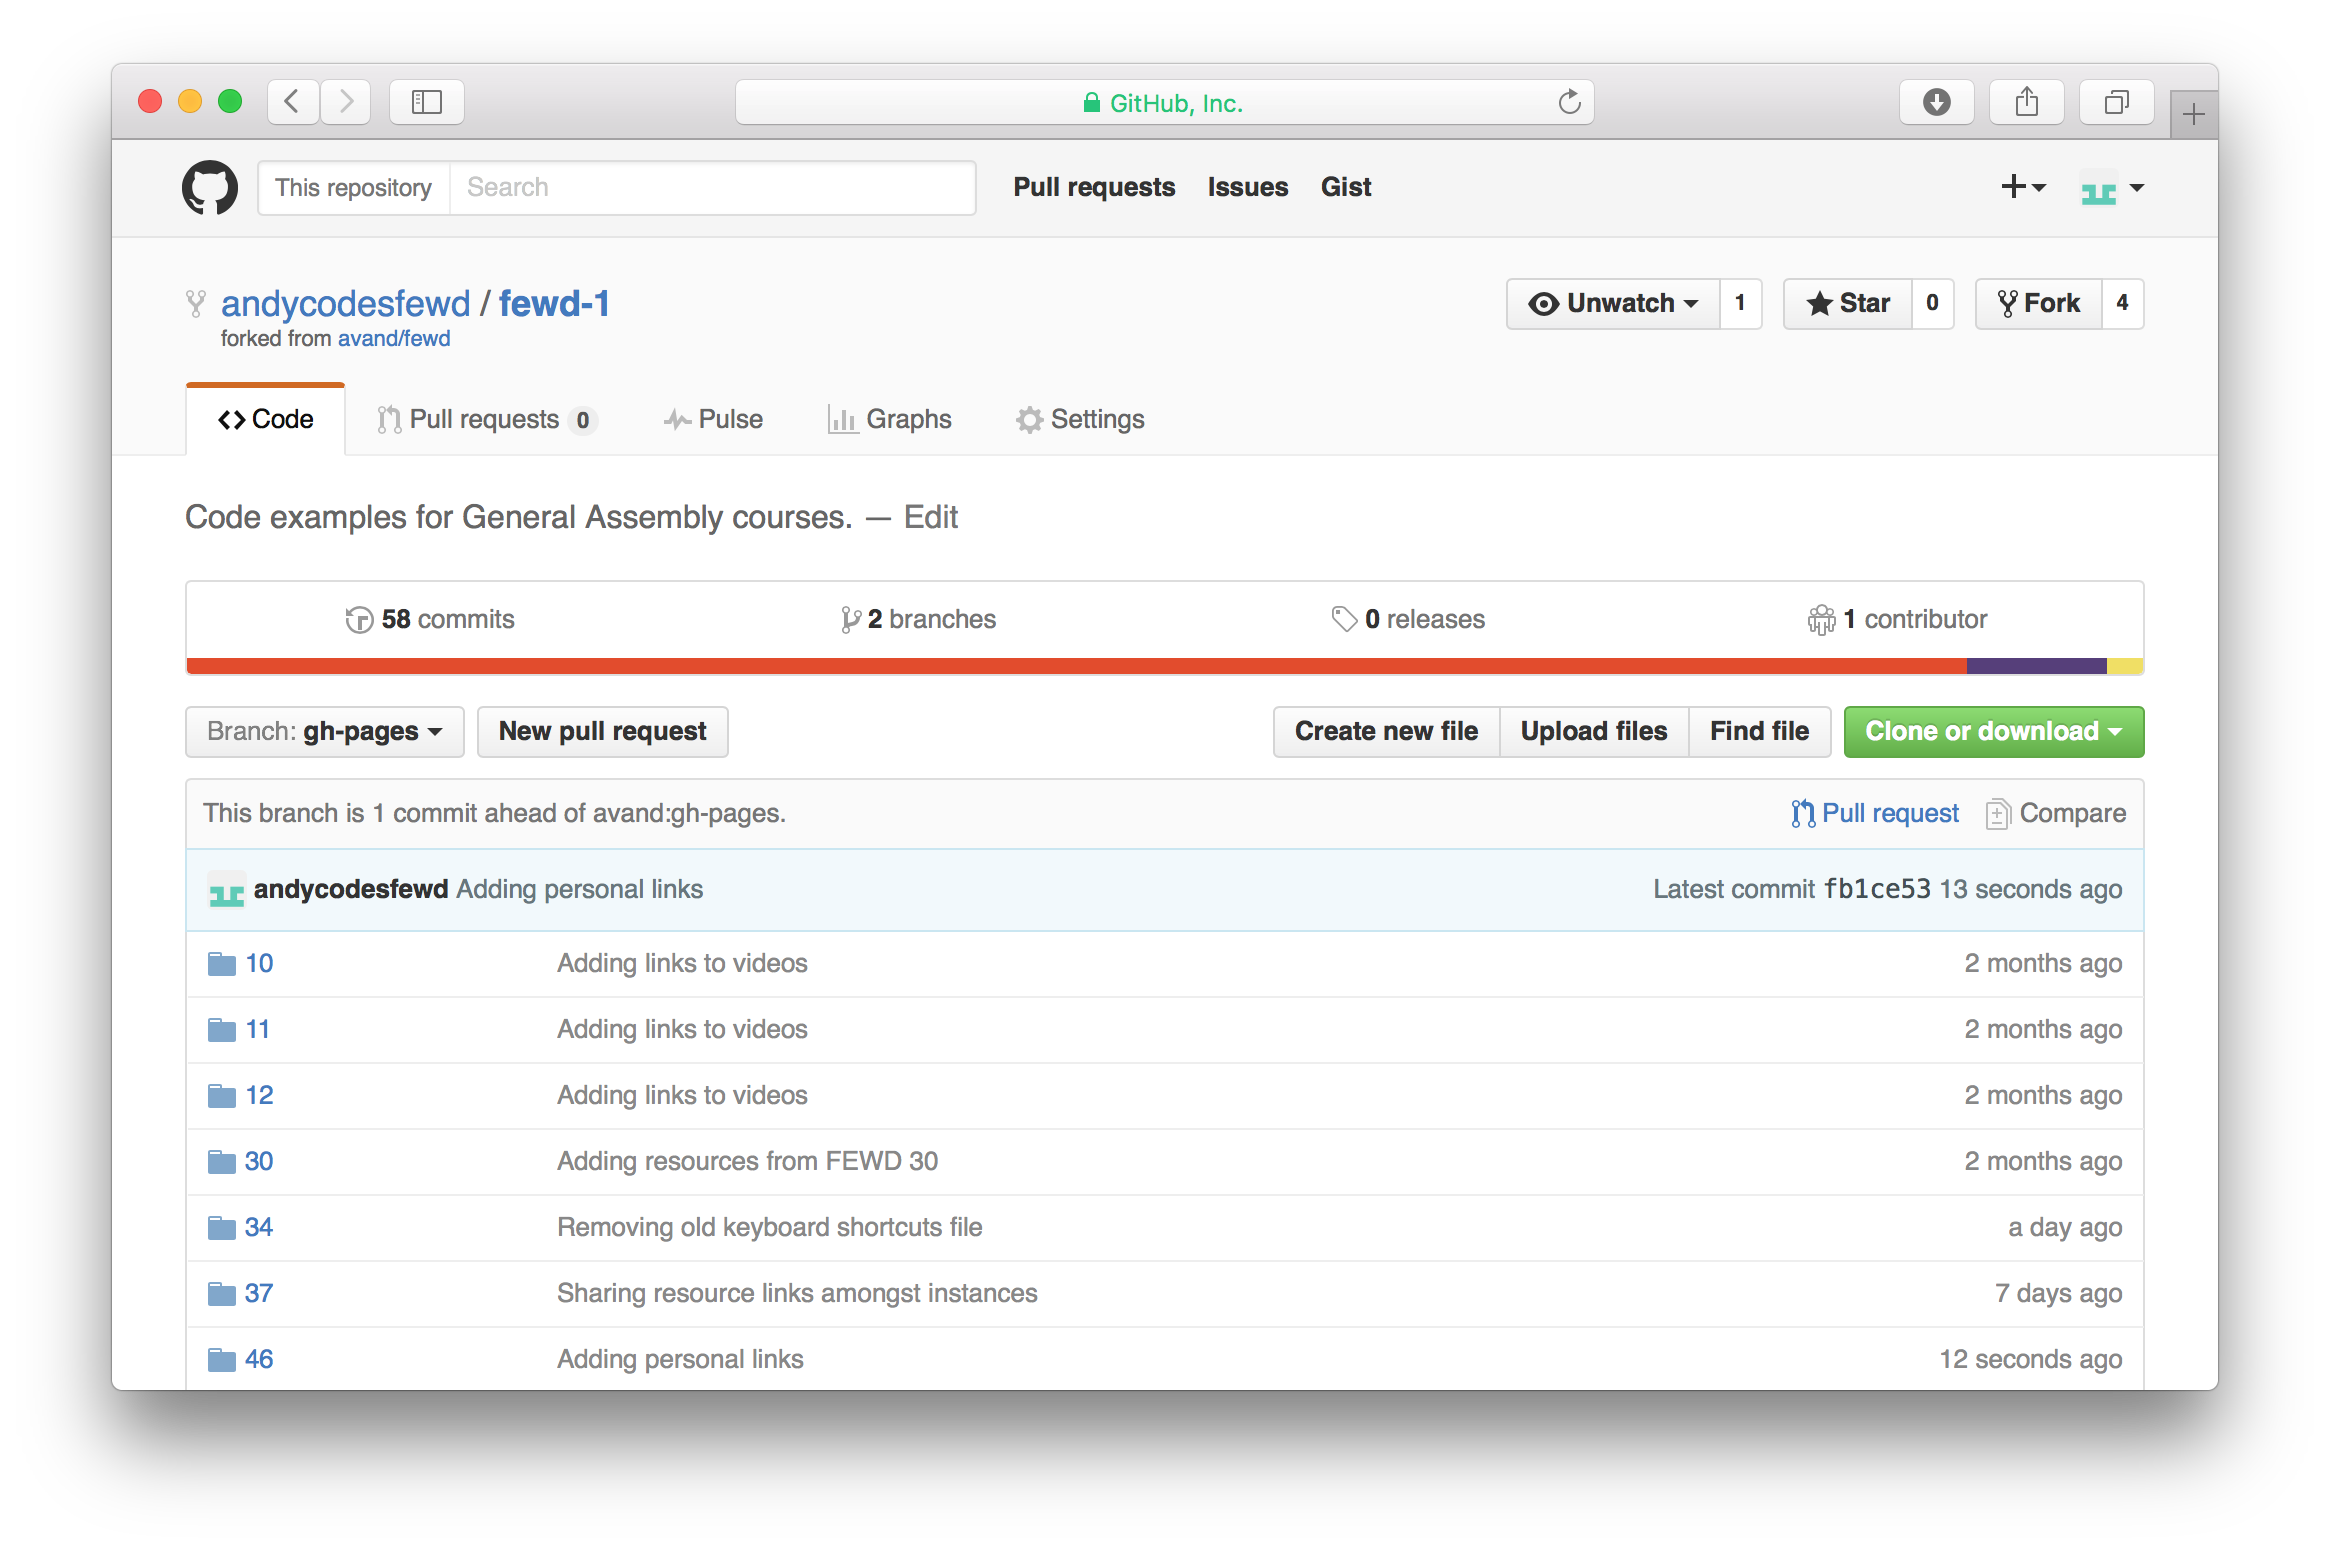 GitHub, Inc.
This repository Search Pull requests Issues Gist
andycodesfewd / fewd-1 Unwatch 1 Star 0 Fork 4
forked from avand/fewd
Code Pull requests 0 Pulse Graphs Settings
Code examples for General Assembly courses. — Edit
58 commits 2 branches 0 releases 1 contributor
Branch: gh-pages New pull request Create new file Upload files Find file Clone or download
This branch is 1 commit ahead of avand:gh-pages. Pull request Compare
andycodesfewd Adding personal links Latest commit fb1ce53 13 seconds ago
10 Adding links to videos 2 months ago
11 Adding links to videos 2 months ago
12 Adding links to videos 2 months ago
30 Adding resources from FEWD 30 2 months ago
34 Removing old keyboard shortcuts file a day ago
37 Sharing resource links amongst instances 7 days ago
46 Adding personal links 12 seconds ago